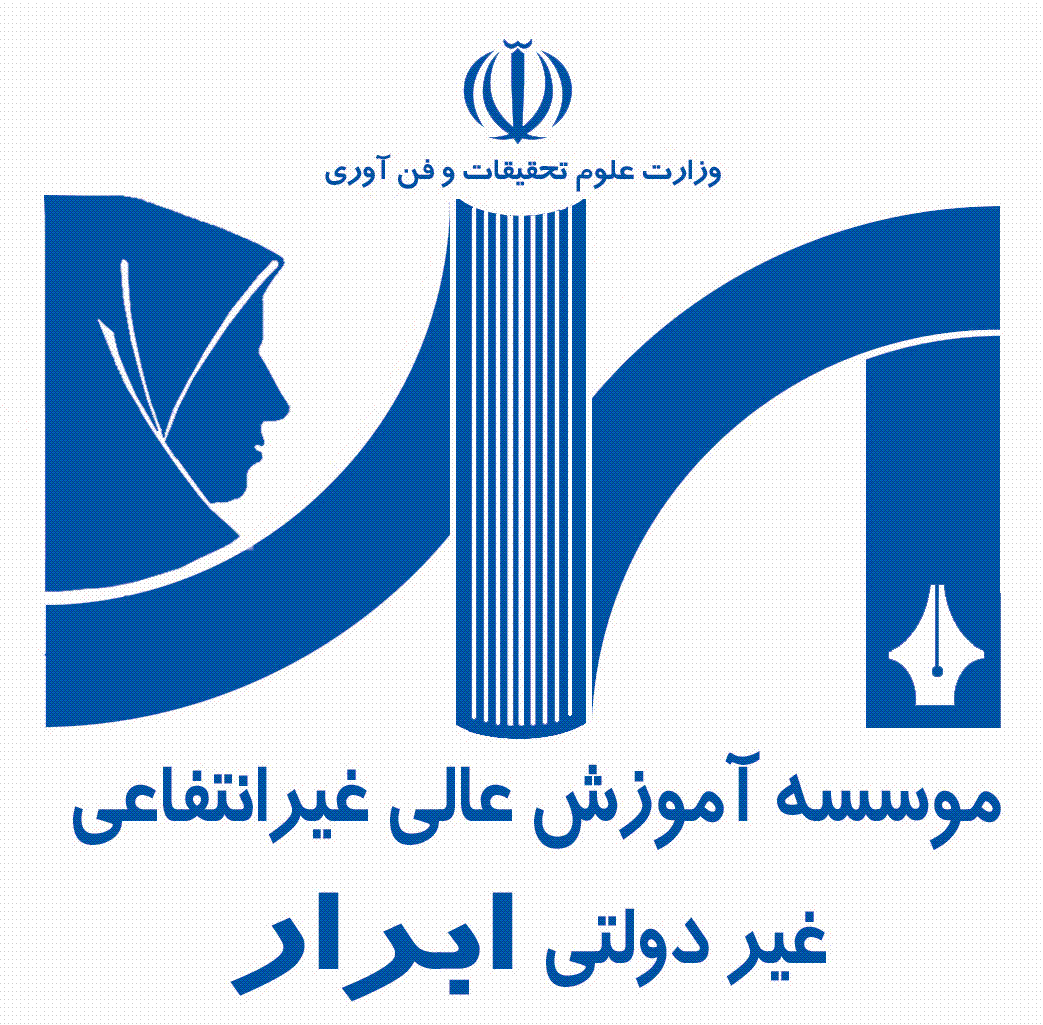 وزارت علوم تحقیقات و فن آوری
موسسه آموزش عالی غیرانتفاعی
غیر دولتی ابرار